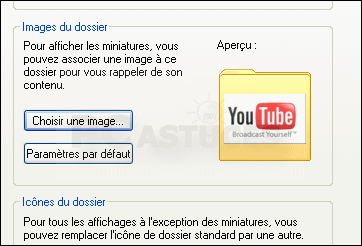 Images du dossier
Pour afficher les miniatures, vous
pouvez associer une image à ce
dossier pour vous rappeler de son
contenu.
Aperçu :
Choisir une image...
Paramètres par défaut
YouTube
Broadcast Yourself™
Icônes du dossier
Pour tous les affichages à l'exception des miniatures, vous
pouvez remplacer l'icône de dossier standard par une autre.